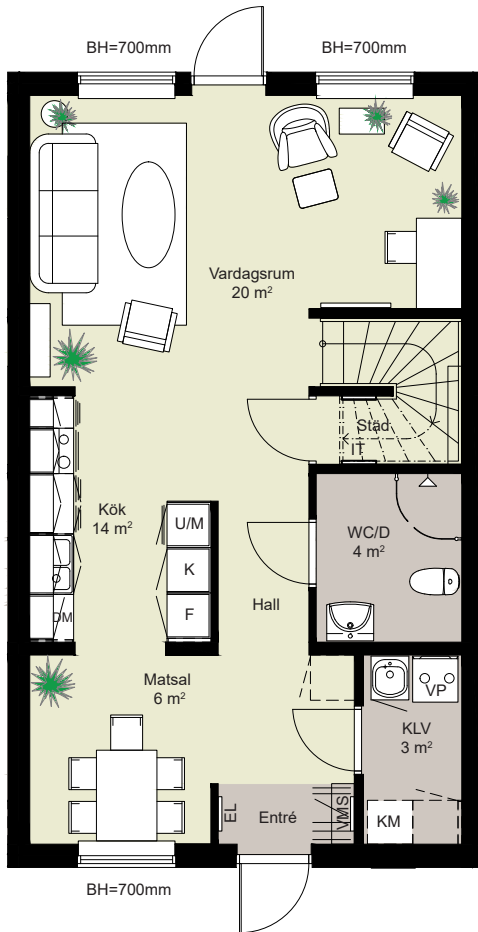 BH=700mm
BH=700mm
Vardagsrum
20 m²
Städ
IT
Kök
14 m²
U/M
K
F
WC/D
4 m²
DM
Hall
Matsal
6 m²
VP
KLV
3 m²
EL
Entré
VMS
KM
BH=700mm